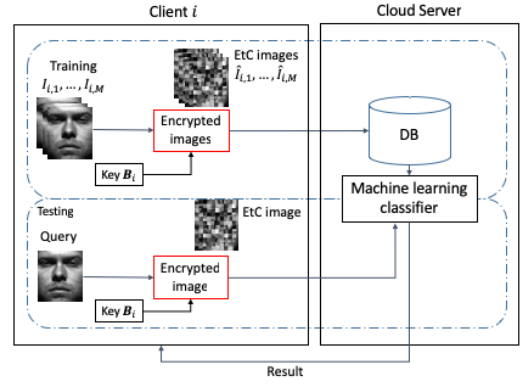 Client i
Cloud Server
Training
I_{i,1}, ..., I_{i,M}
EtC images
Î_{i,1}, ..., Î_{i,M}
Encrypted
images
Key B_i
DB
Machine learning
classifier
Testing
Query
EtC image
Encrypted
image
Key B_i
Result